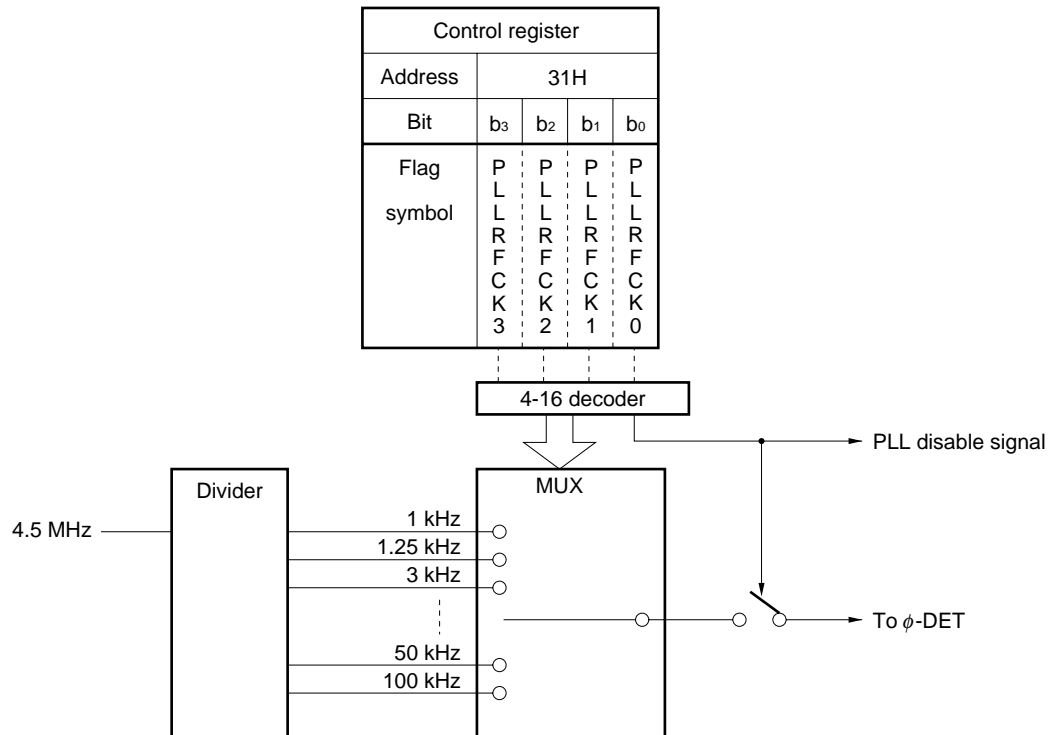 Control register
Address 31H
Bit b3 b2 b1 b0
Flag symbol
PLLRFCK3
PLLRFCK2
PLLRFCK1
PLLRFCK0
4-16 decoder
PLL disable signal
Divider
MUX
4.5 MHz
1 kHz
1.25 kHz
3 kHz
50 kHz
100 kHz
To ϕ-DET